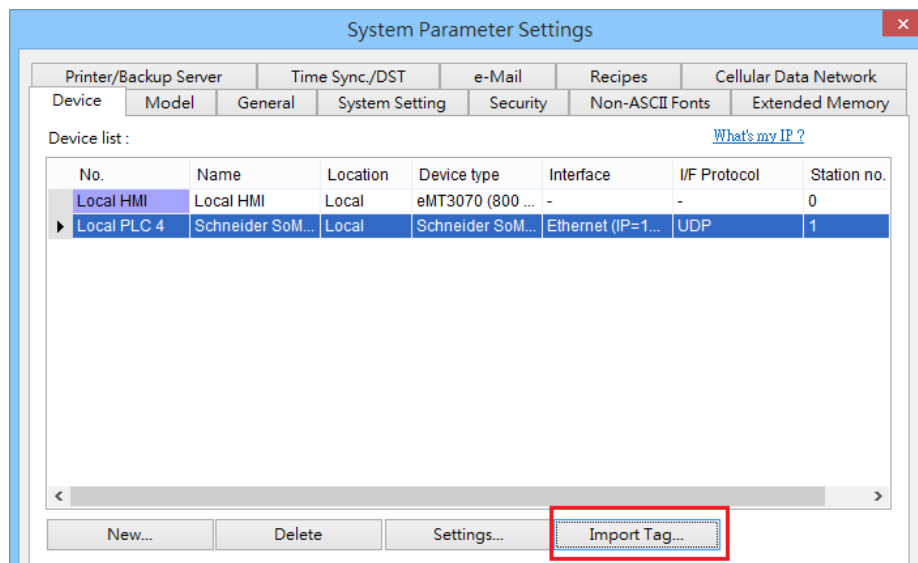 System Parameter Settings
Printer/Backup Server Time Sync./DST e-Mail Recipes Cellular Data Network
Device Model General System Setting Security Non-ASCII Fonts Extended Memory
Device list : What's my IP ?
No. Name Location Device type Interface I/F Protocol Station no.
Local HMI Local HMI Local eMT3070 (800 ... - - 0
Local PLC 4 Schneider SoM... Local Schneider SoM... Ethernet (IP=1... UDP 1
New... Delete Settings... Import Tag...